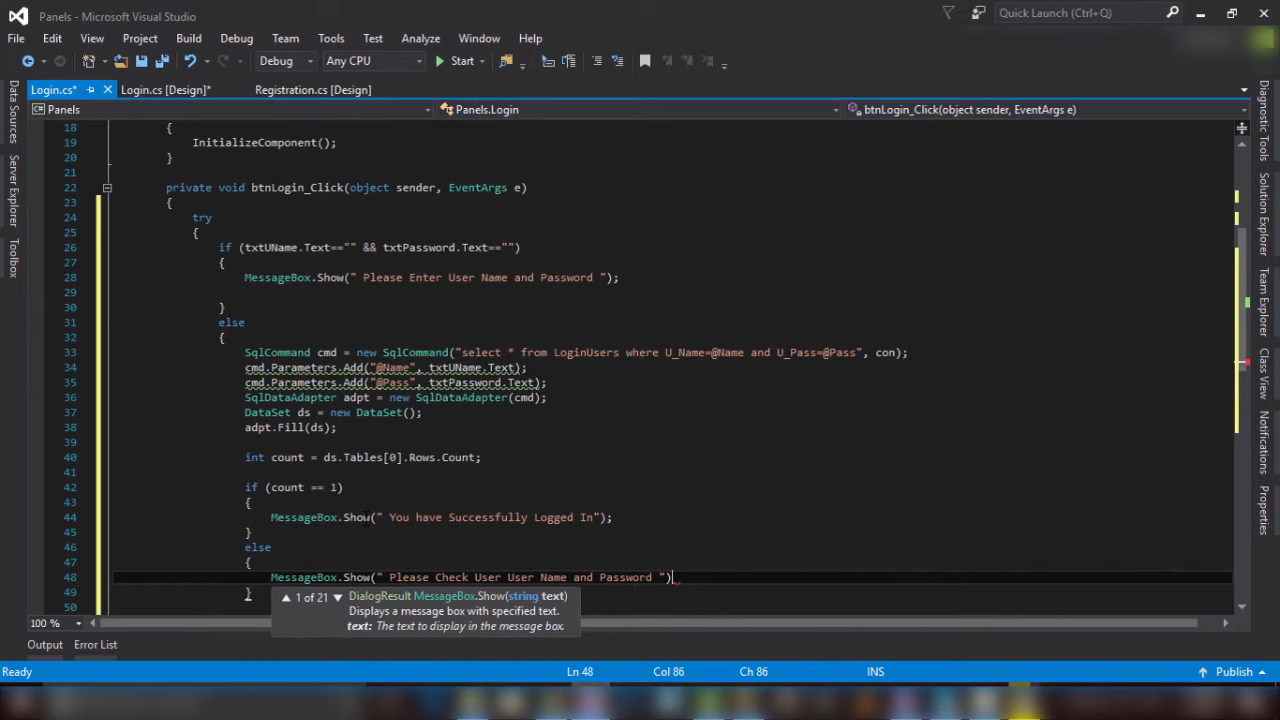 Panels - Microsoft Visual Studio
Quick Launch (Ctrl+Q)
File Edit View Project Build Debug Team Tools Test Analyze Window Help
Debug Any CPU Start
Login.cs* Login.cs [Design]* Registration.cs [Design]
Panels Panels.Login btnLogin_Click(object sender, EventArgs e)
Data Sources
Server Explorer
Toolbox
18 {
19 InitializeComponent();
20 }
21
22 private void btnLogin_Click(object sender, EventArgs e)
23 {
24 try
25 {
26 if (txtUName.Text=="" && txtPassword.Text=="")
27 {
28 MessageBox.Show(" Please Enter User Name and Password ");
29
30 }
31 else
32 {
33 SqlCommand cmd = new SqlCommand("select * from LoginUsers where U_Name=@Name and U_Pass=@Pass", con);
34 cmd.Parameters.Add("@Name", txtUName.Text);
35 cmd.Parameters.Add("@Pass", txtPassword.Text);
36 SqlDataAdapter adpt = new SqlDataAdapter(cmd);
37 DataSet ds = new DataSet();
38 adpt.Fill(ds);
39
40 int count = ds.Tables[0].Rows.Count;
41
42 if (count == 1)
43 {
44 MessageBox.Show(" You have Successfully Logged In");
45 }
46 else
47 {
48 MessageBox.Show(" Please Check User User Name and Password ")
49 }
50
1 of 21 DialogResult MessageBox.Show(string text)
Displays a message box with specified text.
text: The text to display in the message box.
Diagnostic Tools
Solution Explorer
Team Explorer
Class View
Properties
100 %
Output Error List
Ready Ln 48 Col 86 Ch 86 INS Publish